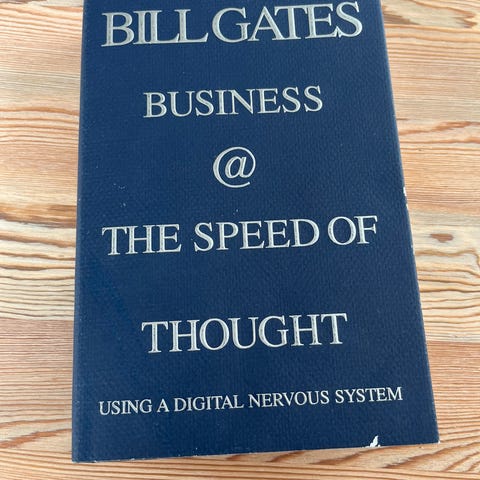 BILL GATES
BUSINESS
@
THE SPEED OF
THOUGHT
USING A DIGITAL NERVOUS SYSTEM